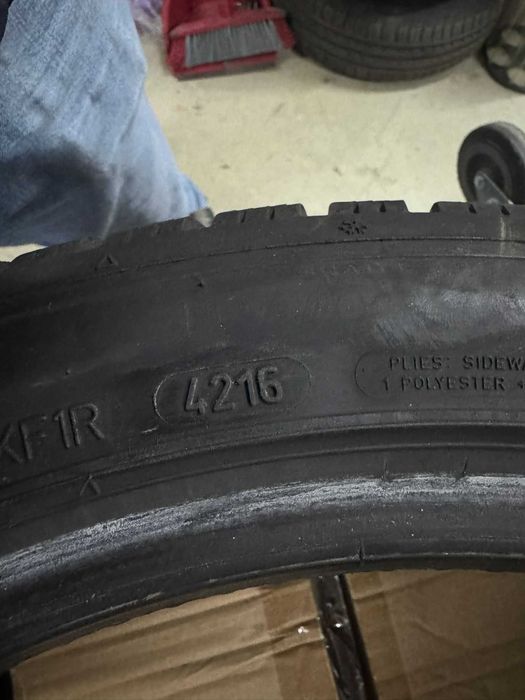 KF1R 4216 PLIES: SIDEWA
1 POLYESTER +